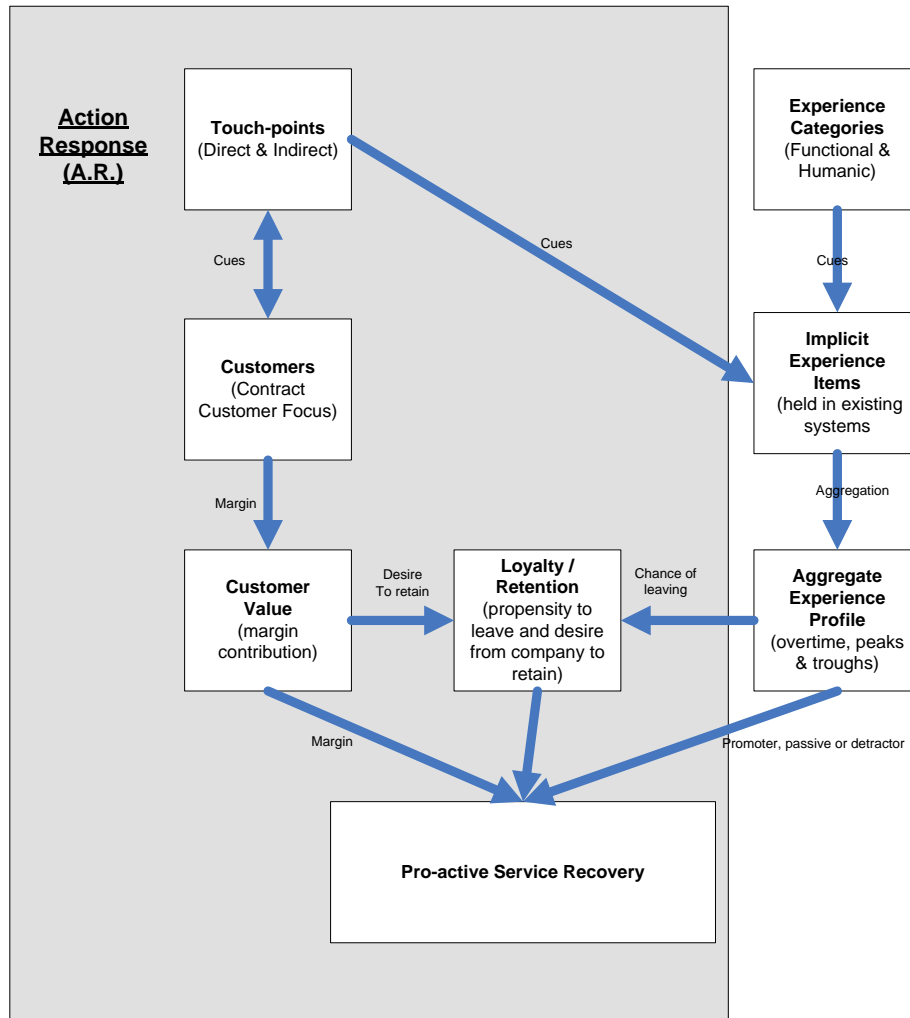 Action
Response
(A.R.)
Touch-points
(Direct & Indirect)
Experience
Categories
(Functional &
Humanic)
Cues
Cues
Cues
Customers
(Contract
Customer Focus)
Implicit
Experience
Items
(held in existing
systems
Margin
Aggregation
Customer
Value
(margin
contribution)
Desire
To retain
Loyalty /
Retention
(propensity to
leave and desire
from company to
retain)
Chance of
leaving
Aggregate
Experience
Profile
(overtime, peaks
& troughs)
Margin
Promoter, passive or detractor
Pro-active Service Recovery